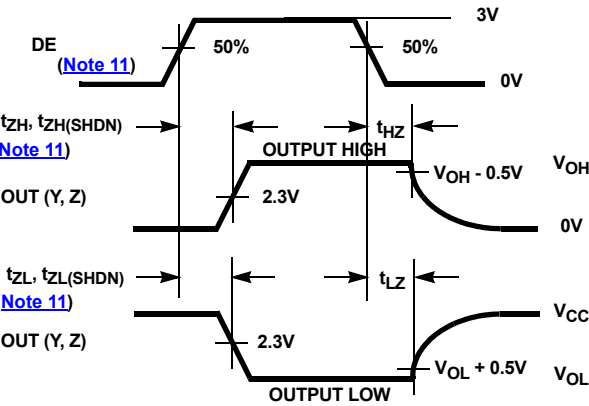 3V
DE
50%
50%
(Note 11)
0V
tZH, tZH(SHDN)
tHZ
Note 11)
OUTPUT HIGH
VOH - 0.5V
VOH
OUT (Y, Z)
2.3V
0V
tZL, tZL(SHDN)
tLZ
Note 11)
VCC
OUT (Y, Z)
2.3V
VOL + 0.5V
VOL
OUTPUT LOW